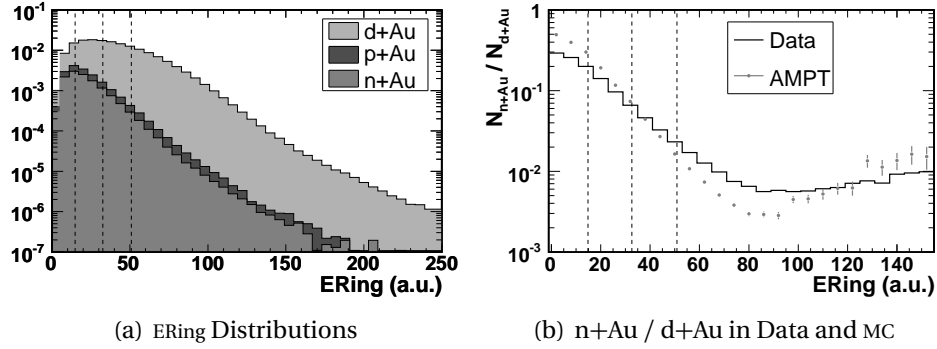 10⁻¹
10⁻²
10⁻³
10⁻⁴
10⁻⁵
10⁻⁶
10⁻⁷
0 50 100 150 200 250
ERing (a.u.)
d+Au
p+Au
n+Au
(a) ERing Distributions
N_{n+Au} / N_{d+Au}
1
10⁻¹
10⁻²
10⁻³
0 20 40 60 80 100 120 140
ERing (a.u.)
Data
AMPT
(b) n+Au / d+Au in Data and MC